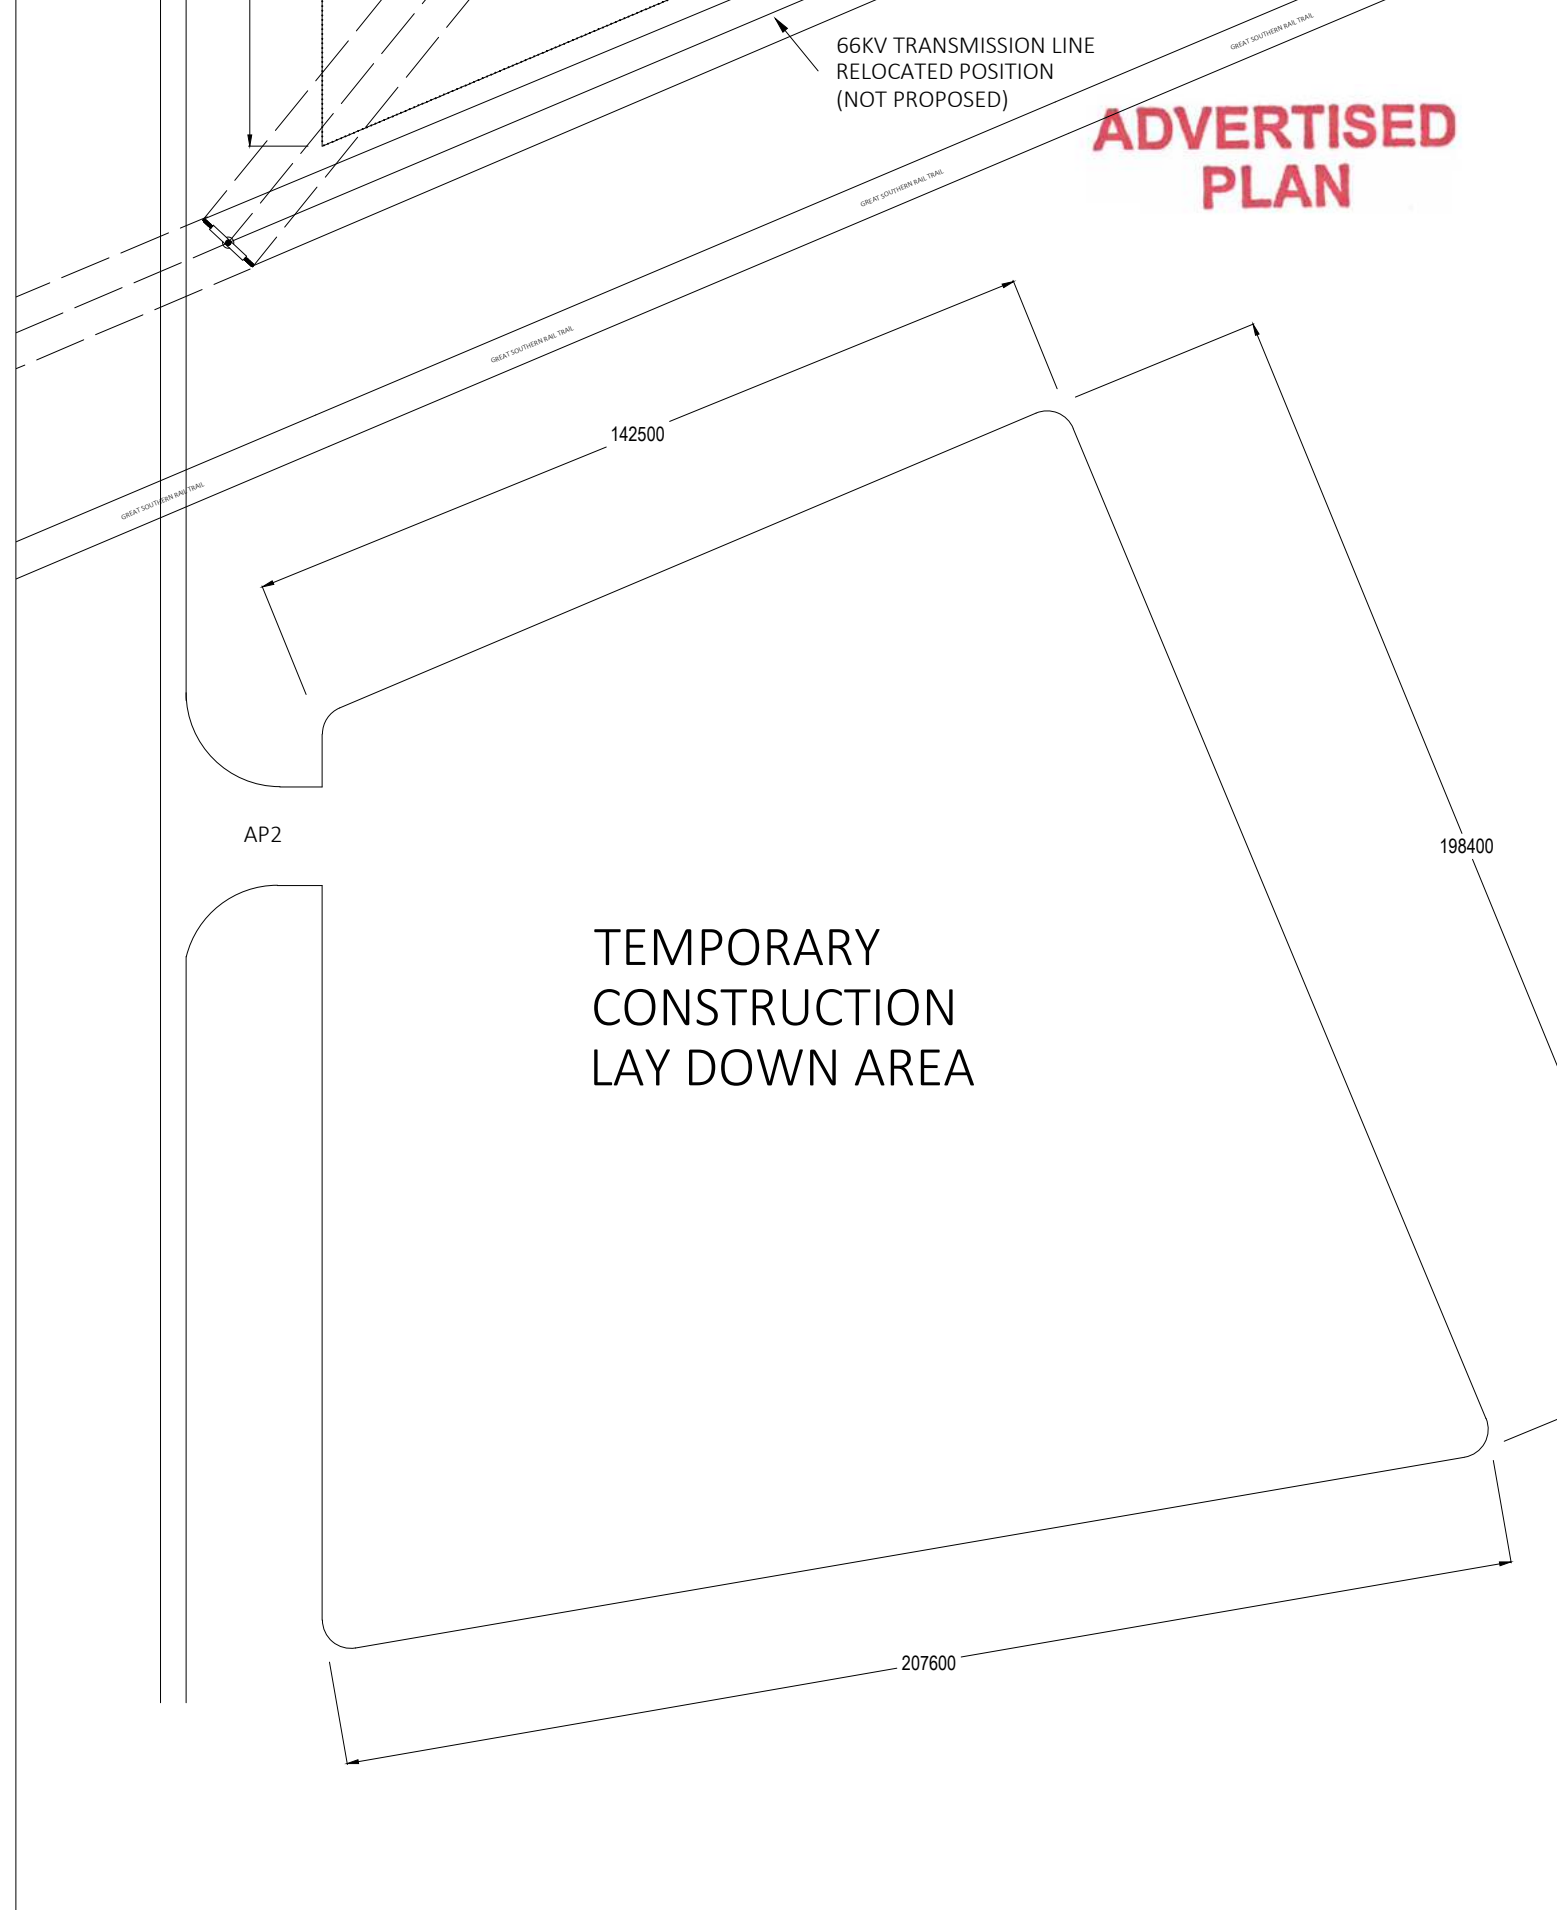 66KV TRANSMISSION LINE
RELOCATED POSITION
(NOT PROPOSED)
GREAT SOUTHERN RAIL TRAIL
ADVERTISED
PLAN
GREAT SOUTHERN RAIL TRAIL
GREAT SOUTHERN RAIL TRAIL
142500
GREAT SOUTHERN RAIL TRAIL
AP2
198400
TEMPORARY
CONSTRUCTION
LAY DOWN AREA
207600